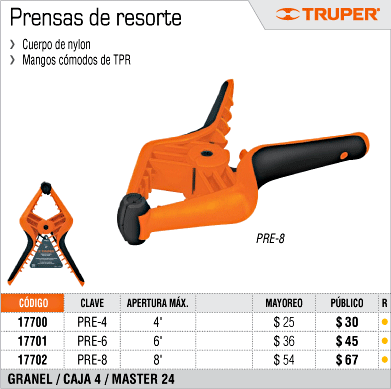 Prensas de resorte
TRUPER®
❯ Cuerpo de nylon
❯ Mangos cómodos de TPR
PRE-8
CÓDIGO CLAVE APERTURA MÁX. MAYOREO PÚBLICO R
17700 PRE-4 4" $ 25 $ 30 •
17701 PRE-6 6" $ 36 $ 45 •
17702 PRE-8 8" $ 54 $ 67 •
GRANEL / CAJA 4 / MASTER 24